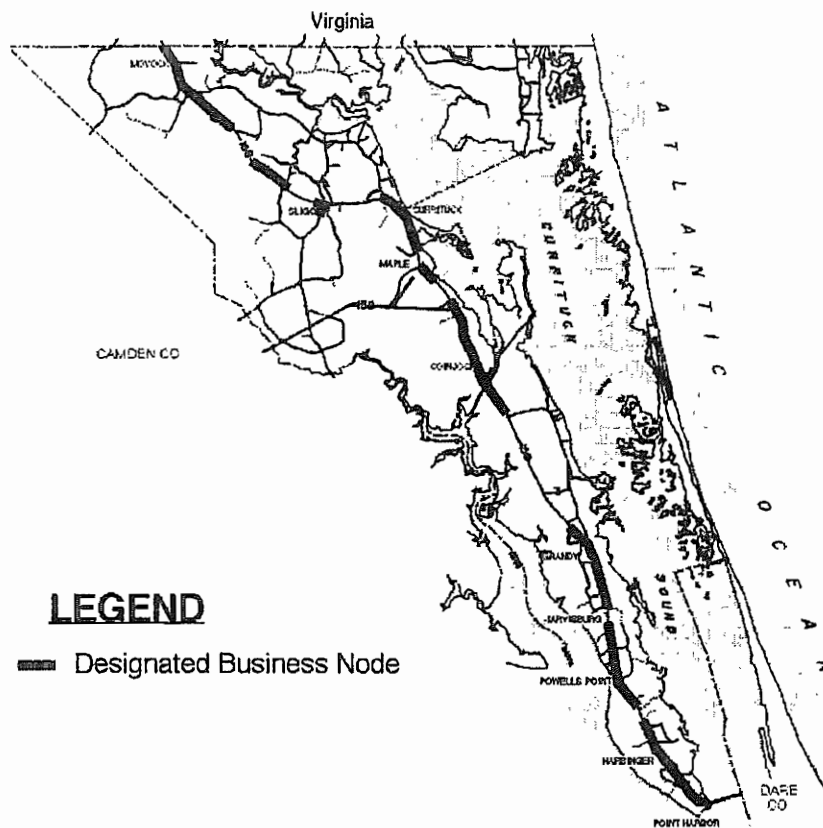 Virginia
MOYOCK
SLIGO
CURRITUCK
MAPLE
ATLANTIC
CURRITUCK
CAMDEN CO
COINJOCK
OCEAN
GRANDY
SOUND
LEGEND
JARVISBURG
Designated Business Node
POWELLS POINT
HARBINGER
DARE
CO
POINT HARBOR